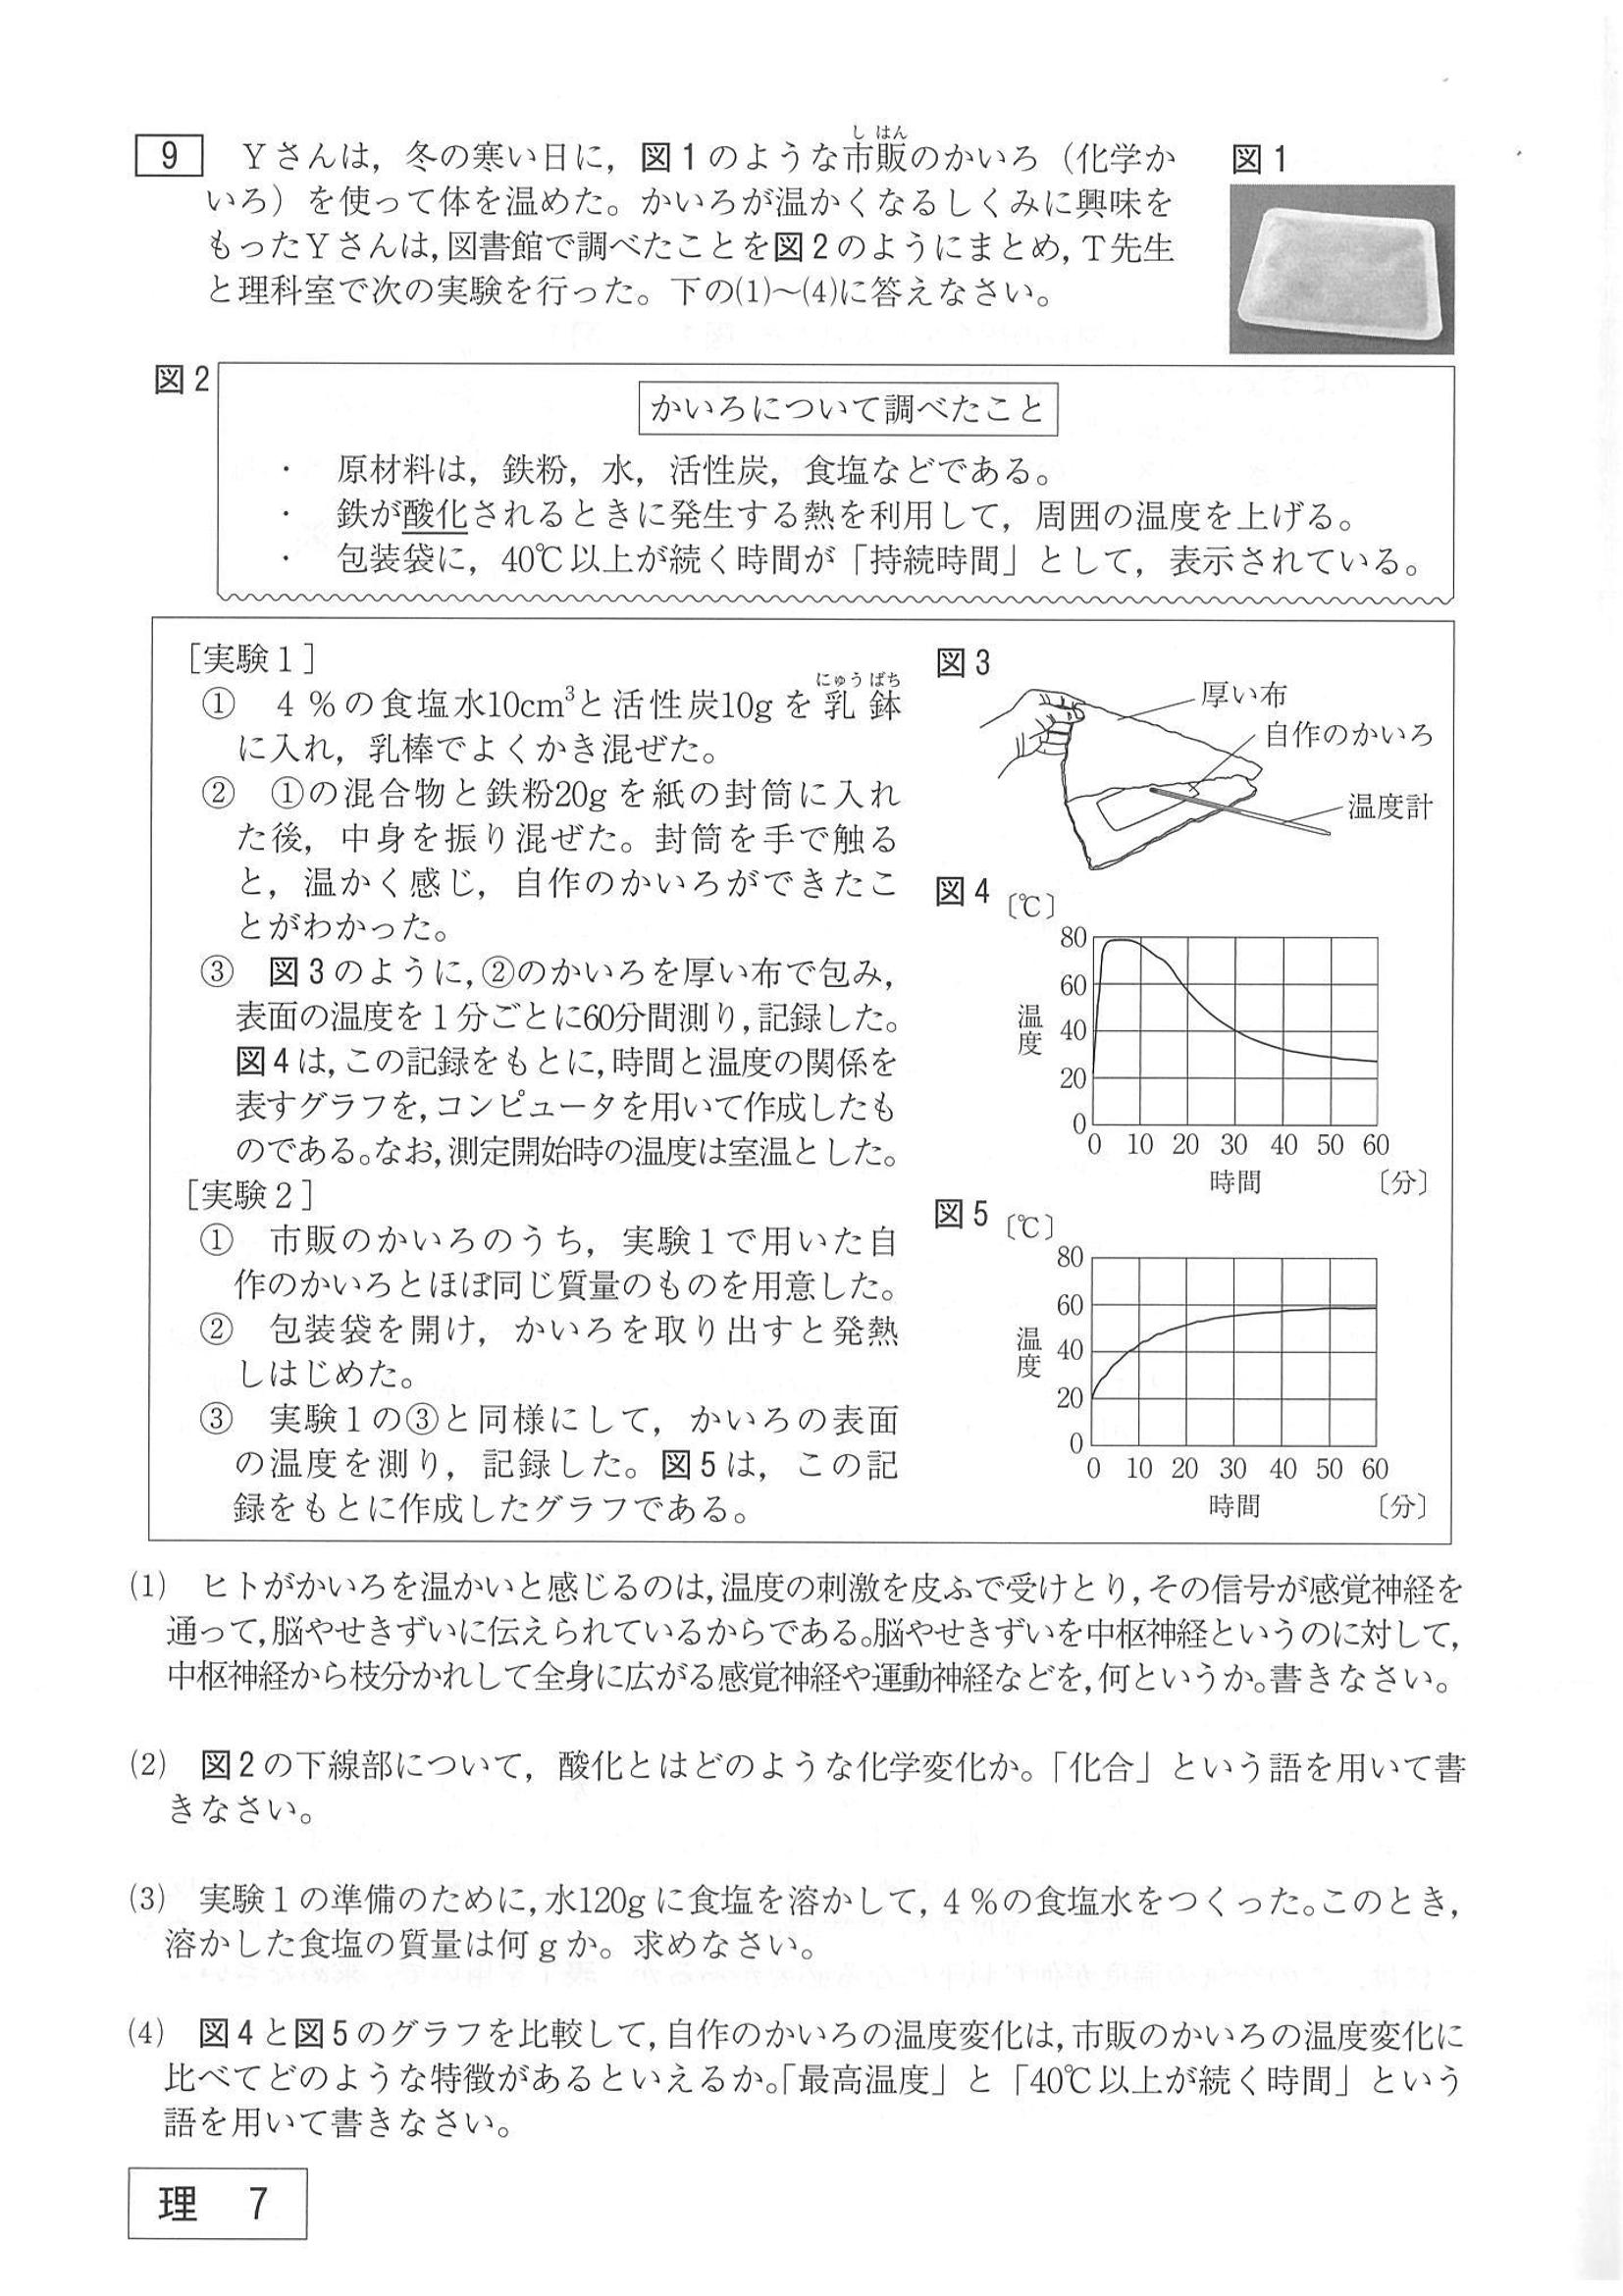 9 Yさんは，冬の寒い日に，図1のような市販のかいろ（化学か
し はん
いろ）を使って体を温めた。かいろが温かくなるしくみに興味を
もったYさんは，図書館で調べたことを図2のようにまとめ，T先生
と理科室で次の実験を行った。下の(1)～(4)に答えなさい。
図1
図2
かいろについて調べたこと
・ 原材料は，鉄粉，水，活性炭，食塩などである。
・ 鉄が酸化されるときに発生する熱を利用して，周囲の温度を上げる。
・ 包装袋に，40℃以上が続く時間が「持続時間」として，表示されている。
［実験1］
① 4％の食塩水10cm³と活性炭10gを乳鉢
にゅう ばち
に入れ，乳棒でよくかき混ぜた。
② ①の混合物と鉄粉20gを紙の封筒に入れ
た後，中身を振り混ぜた。封筒を手で触る
と，温かく感じ，自作のかいろができたこ
とがわかった。
③ 図3のように，②のかいろを厚い布で包み，
表面の温度を1分ごとに60分間測り，記録した。
図4は，この記録をもとに，時間と温度の関係を
表すグラフを，コンピュータを用いて作成したも
のである。なお，測定開始時の温度は室温とした。
［実験2］
① 市販のかいろのうち，実験1で用いた自
作のかいろとほぼ同じ質量のものを用意した。
② 包装袋を開け，かいろを取り出すと発熱
しはじめた。
③ 実験1の③と同様にして，かいろの表面
の温度を測り，記録した。図5は，この記
録をもとに作成したグラフである。
図3
厚い布
自作のかいろ
温度計
図4
〔℃〕
80
60
温度
40
20
0
0 10 20 30 40 50 60
時間 〔分〕
図5
〔℃〕
80
60
温度
40
20
0
0 10 20 30 40 50 60
時間 〔分〕
(1) ヒトがかいろを温かいと感じるのは，温度の刺激を皮ふで受けとり，その信号が感覚神経を
通って，脳やせきずいに伝えられているからである。脳やせきずいを中枢神経というのに対して，
中枢神経から枝分かれして全身に広がる感覚神経や運動神経などを，何というか。書きなさい。
(2) 図2の下線部について，酸化とはどのような化学変化か。「化合」という語を用いて書
きなさい。
(3) 実験1の準備のために，水120gに食塩を溶かして，4％の食塩水をつくった。このとき，
溶かした食塩の質量は何gか。求めなさい。
(4) 図4と図5のグラフを比較して，自作のかいろの温度変化は，市販のかいろの温度変化に
比べてどのような特徴があるといえるか。「最高温度」と「40℃以上が続く時間」という
語を用いて書きなさい。
理 7